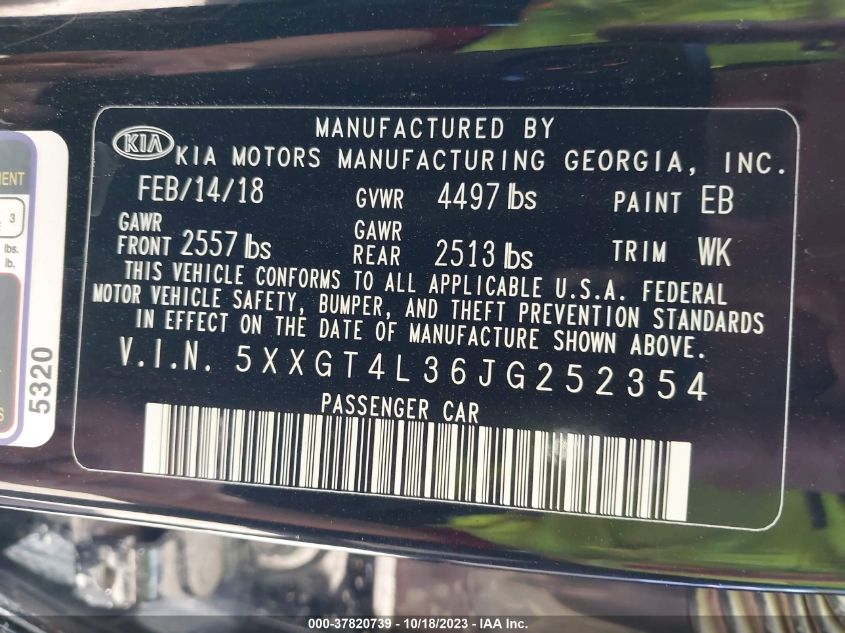 MANUFACTURED BY
KIA KIA MOTORS MANUFACTURING GEORGIA, INC.
FEB/14/18 GVWR 4497 lbs PAINT EB
GAWR FRONT 2557 lbs GAWR REAR 2513 lbs TRIM WK
THIS VEHICLE CONFORMS TO ALL APPLICABLE U.S.A. FEDERAL
MOTOR VEHICLE SAFETY, BUMPER, AND THEFT PREVENTION STANDARDS
IN EFFECT ON THE DATE OF MANUFACTURE SHOWN ABOVE.
V.I.N. 5XXGT4L36JG252354
PASSENGER CAR
3
lbs.
lb.
5320
000-37820739 - 10/18/2023 - IAA Inc.